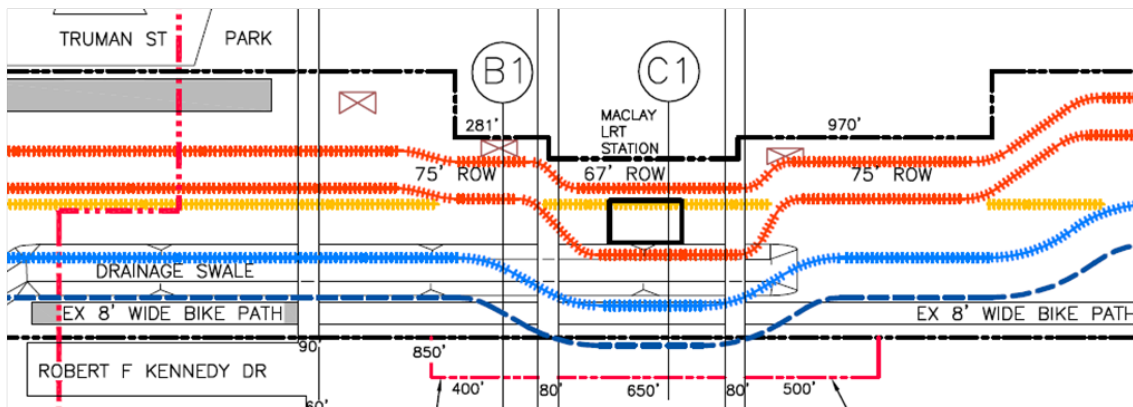 TRUMAN ST
PARK
B1
C1
281'
MACLAY
LRT
STATION
970'
75' ROW
67' ROW
75' ROW
DRAINAGE SWALE
EX 8' WIDE BIKE PATH
EX 8' WIDE BIKE PATH
90'
850'
ROBERT F KENNEDY DR
400'
80'
650'
80'
500'
60'